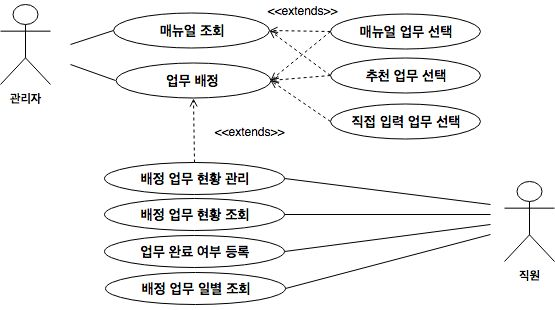 <<extends>>
매뉴얼 조회
매뉴얼 업무 선택
업무 배정
추천 업무 선택
관리자
직접 입력 업무 선택
<<extends>>
배정 업무 현황 관리
배정 업무 현황 조회
업무 완료 여부 등록
직원
배정 업무 일별 조회